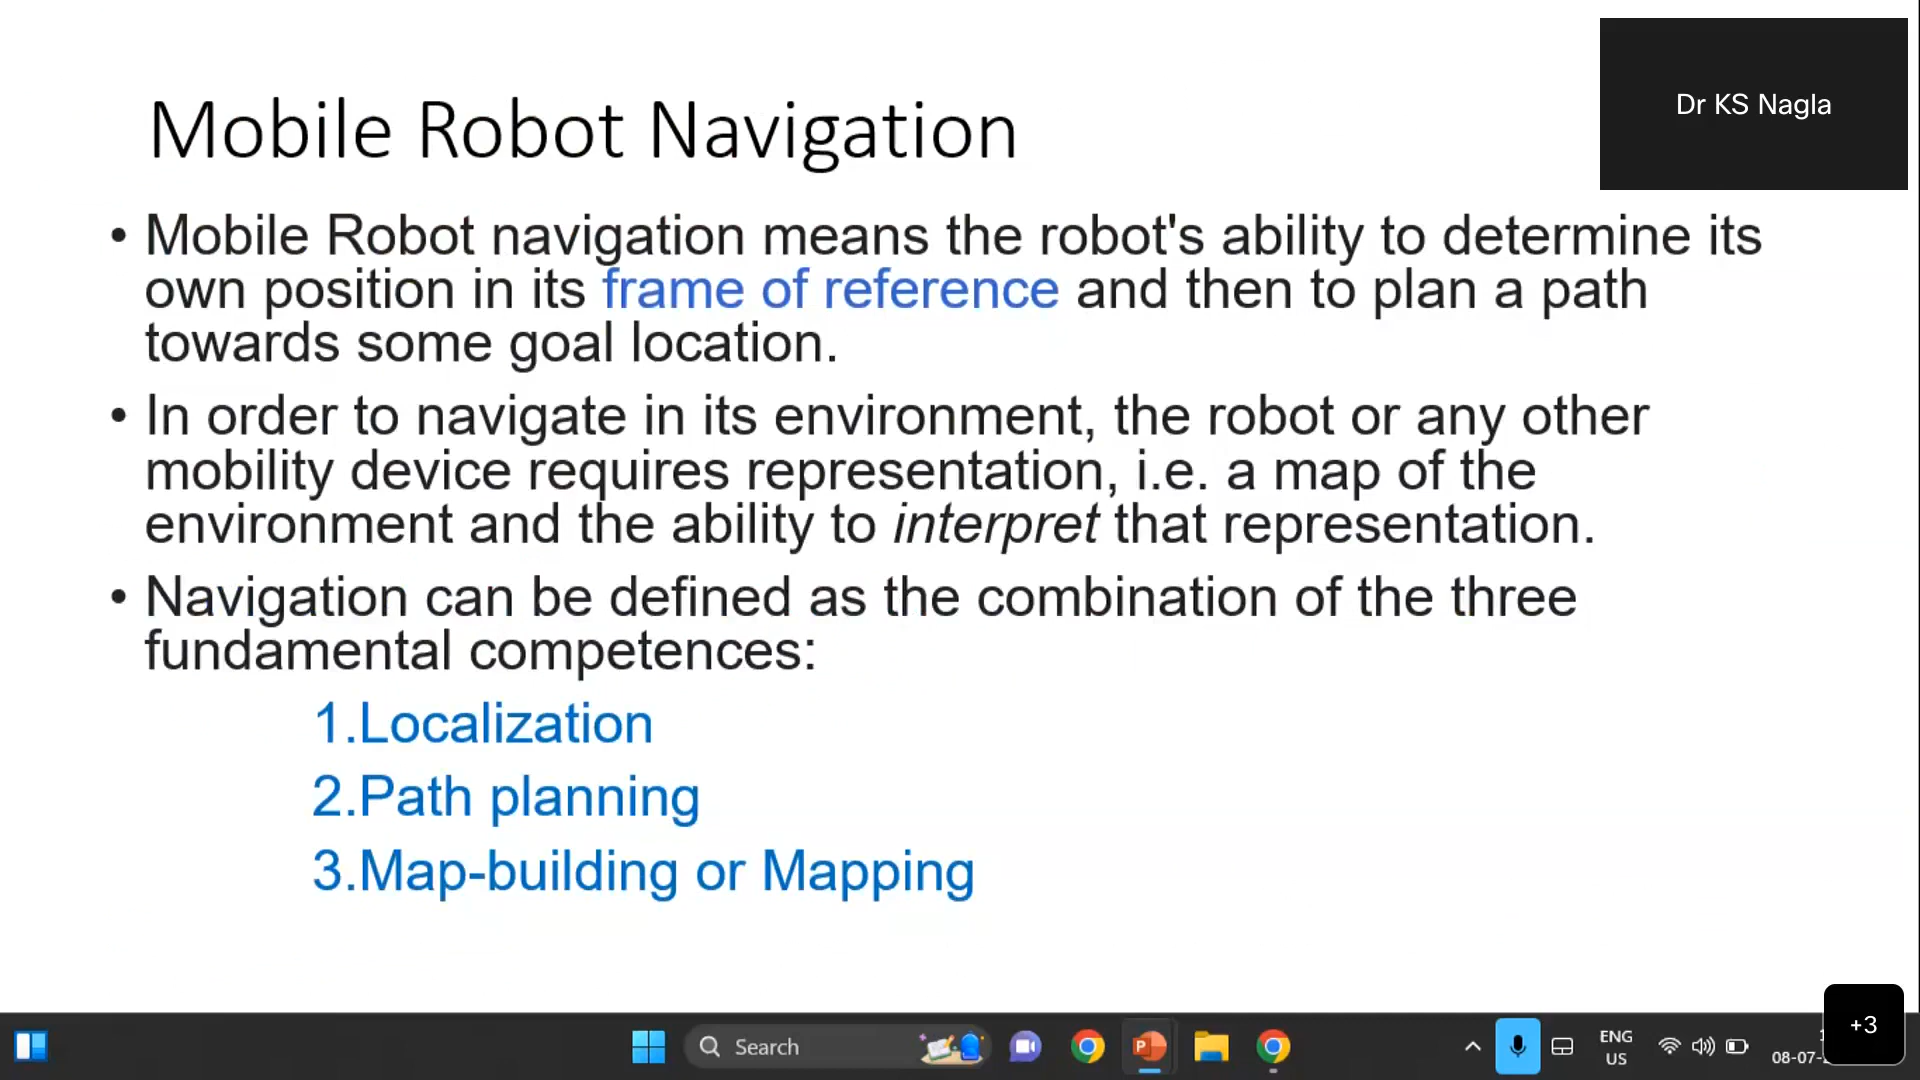 Dr KS Nagla
Mobile Robot Navigation
• Mobile Robot navigation means the robot's ability to determine its
own position in its frame of reference and then to plan a path
towards some goal location.
• In order to navigate in its environment, the robot or any other
mobility device requires representation, i.e. a map of the
environment and the ability to interpret that representation.
• Navigation can be defined as the combination of the three
fundamental competences:
1.Localization
2.Path planning
3.Map-building or Mapping
+3
Search
ENG
US
08-07-